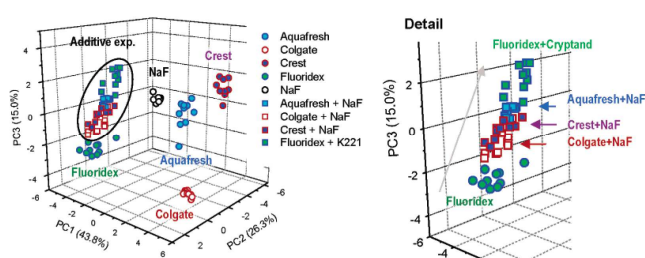 Additive exp.
NaF
Crest
Aquafresh
Fluoridex
Colgate
PC3 (15.0%)
4
2
0
-2
-4
-6
PC1 (43.8%)
-6
-4
-2
0
2
4
6
PC2 (26.3%)
2
0
-2
-4
-6
Aquafresh
Colgate
Crest
Fluoridex
NaF
Aquafresh + NaF
Colgate + NaF
Crest + NaF
Fluoridex + K221
Detail
Fluoridex+Cryptand
Aquafresh+NaF
Crest+NaF
Colgate+NaF
Fluoridex
PC3 (15.0%)
2
0
-2
-4
-6
-4